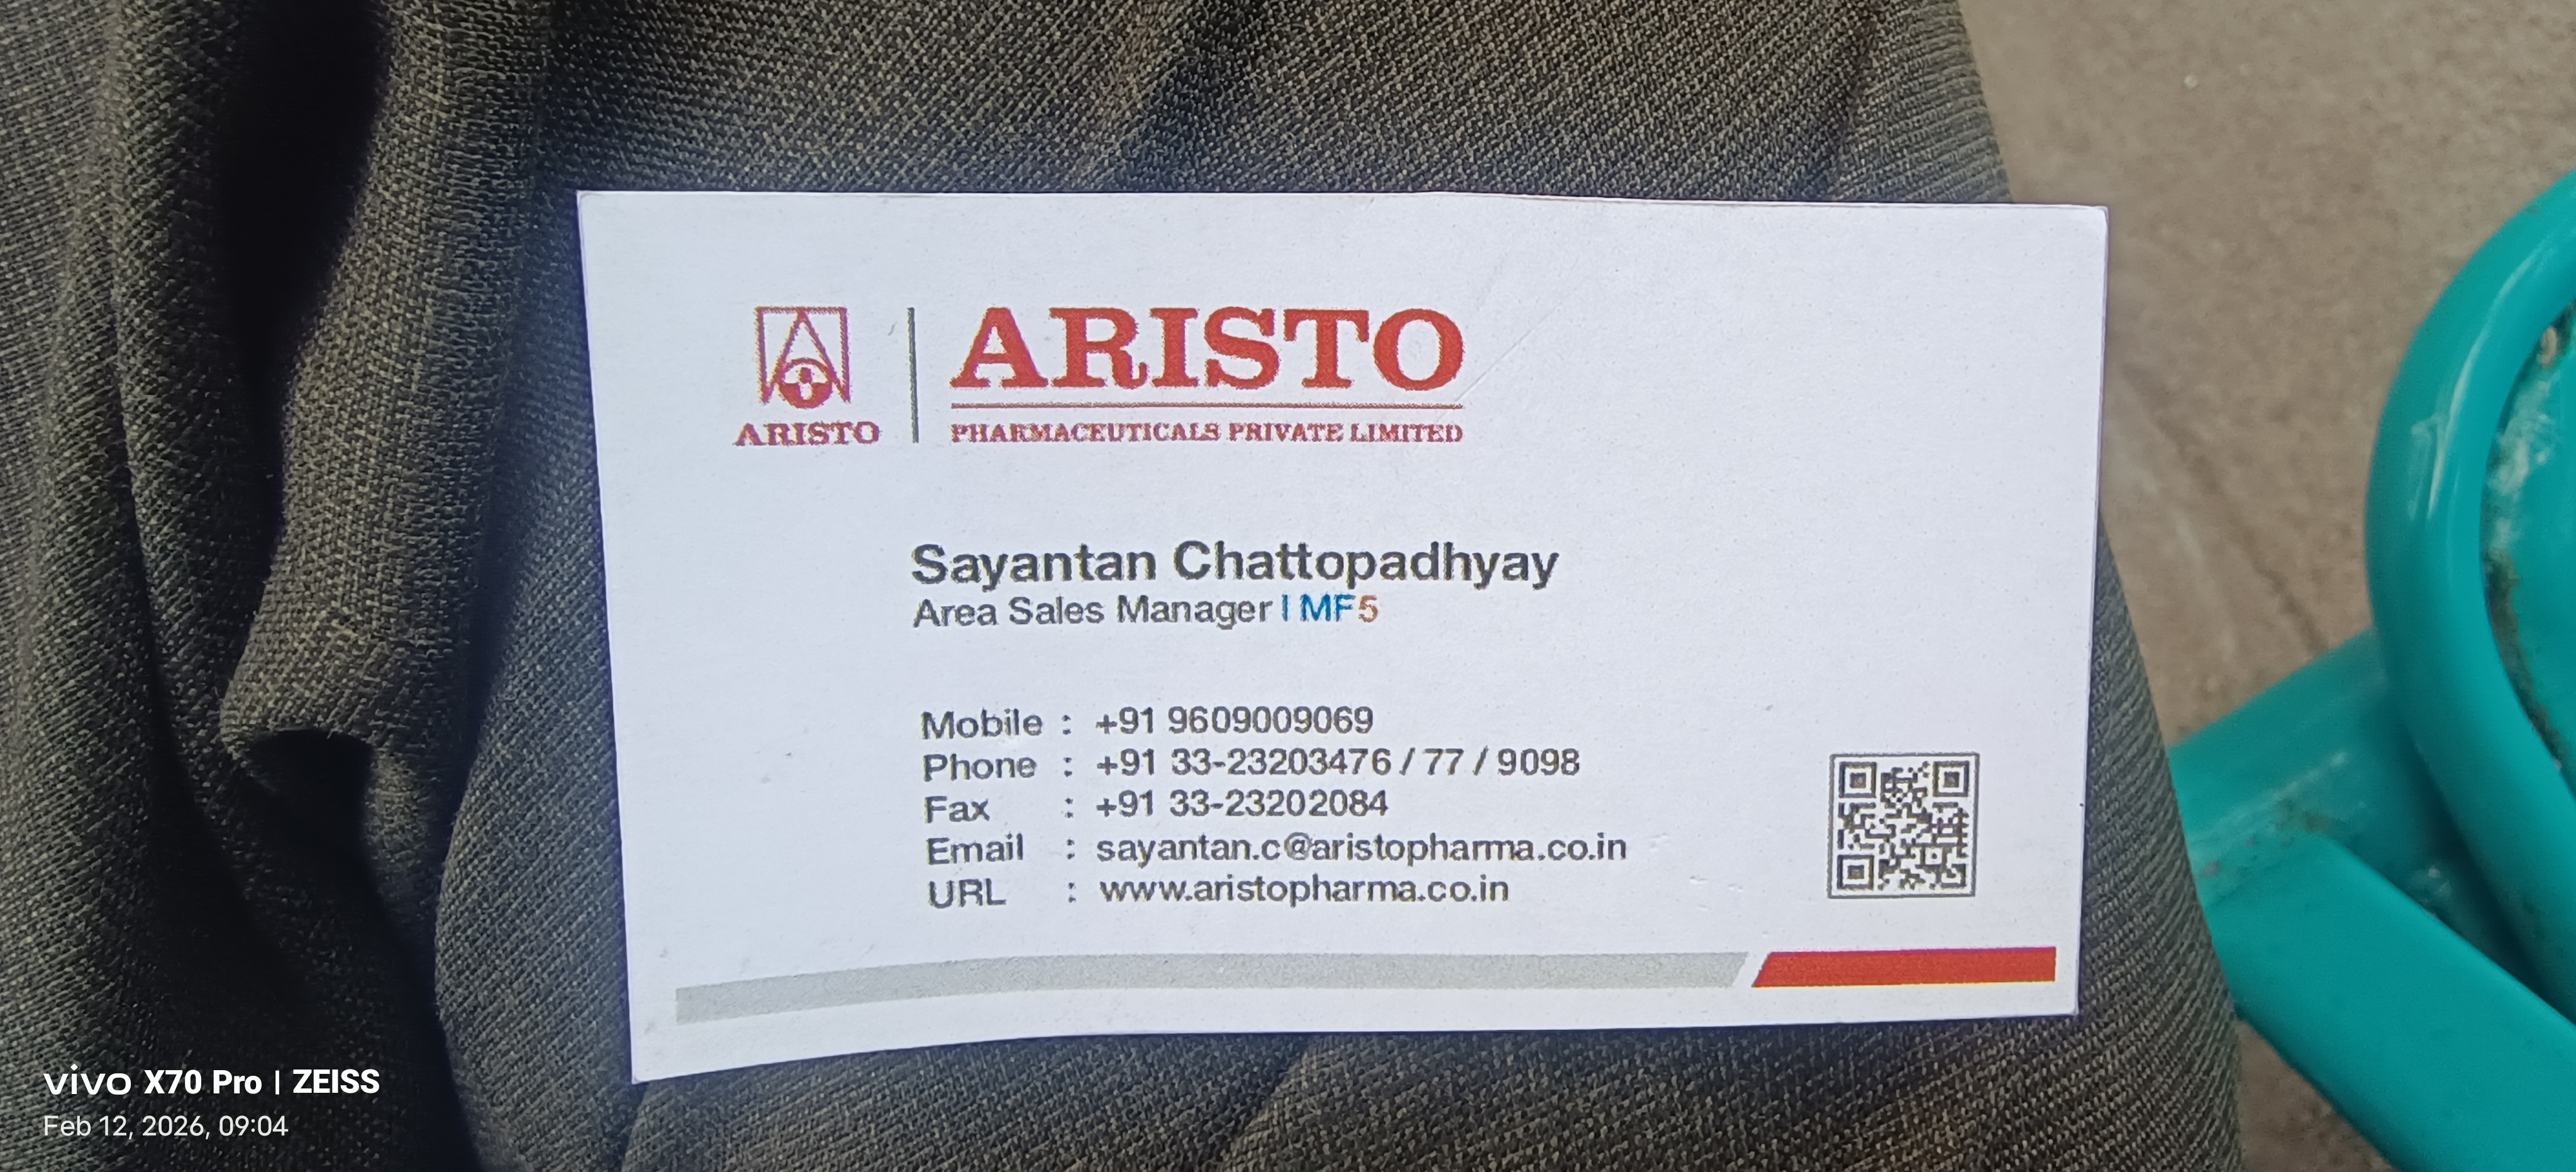 ARISTO
ARISTO
PHARMACEUTICALS PRIVATE LIMITED
Sayantan Chattopadhyay
Area Sales Manager | MF5
Mobile : +91 9609009069
Phone : +91 33-23203476 / 77 / 9098
Fax : +91 33-23202084
Email : sayantan.c@aristopharma.co.in
URL : www.aristopharma.co.in
vivo X70 Pro | ZEISS
Feb 12, 2026, 09:04